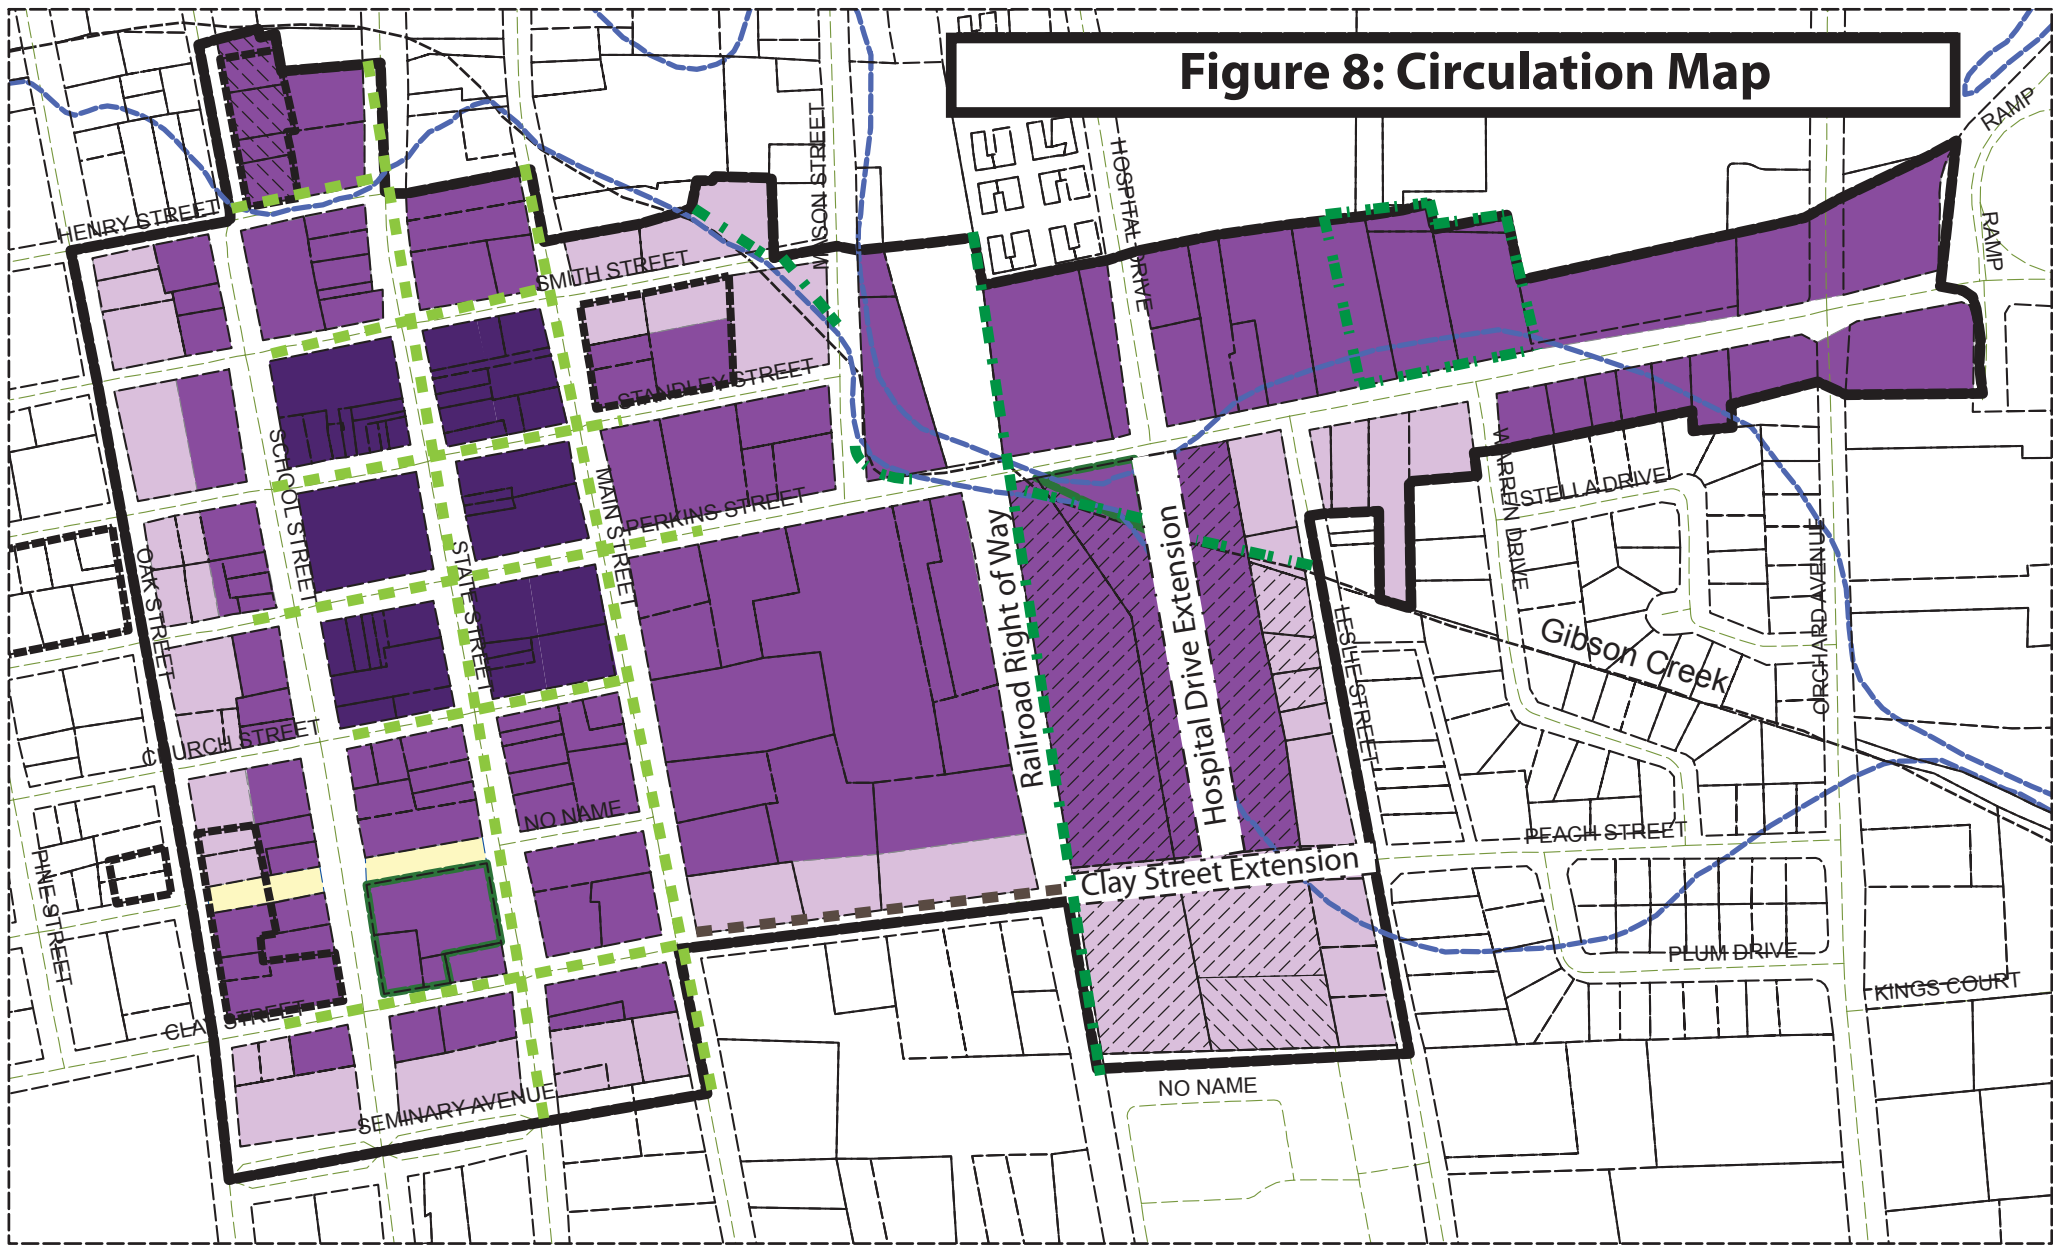 Figure 8: Circulation Map
RAMP
RAMP
HENRY STREET
MASON STREET
HOSPITAL DRIVE
SMITH STREET
STANDLEY STREET
SCHOOL STREET
MAIN STREET
PERKINS STREET
WARREN DRIVE
STELLA DRIVE
OAK STREET
STATE STREET
Railroad Right of Way
Hospital Drive Extension
LESLIE STREET
ORCHARD AVENUE
Gibson Creek
CHURCH STREET
NO NAME
PEACH STREET
PINE STREET
Clay Street Extension
PLUM DRIVE
KINGS COURT
CLAY STREET
SEMINARY AVENUE
NO NAME